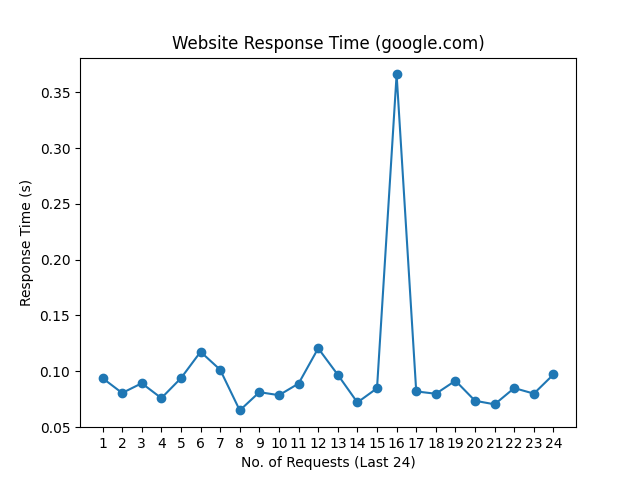 Website Response Time (google.com)
Response Time (s)
0.35
0.30
0.25
0.20
0.15
0.10
0.05
1 2 3 4 5 6 7 8 9 10 11 12 13 14 15 16 17 18 19 20 21 22 23 24
No. of Requests (Last 24)